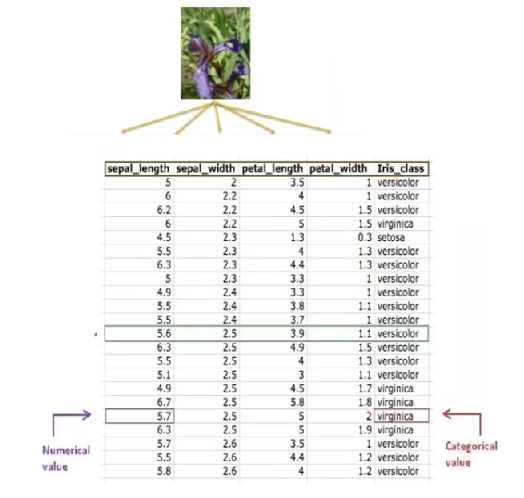 sepal_length sepal_width petal_length petal_width Iris_class
5 2 3.5 1 versicolor
6 2.2 4 1 versicolor
6.2 2.2 4.5 1.5 versicolor
6 2.2 5 1.5 virginica
4.5 2.3 1.3 0.3 setosa
5.5 2.3 4 1.3 versicolor
6.3 2.3 4.4 1.3 versicolor
5 2.3 3.3 1 versicolor
4.9 2.4 3.3 1 versicolor
5.5 2.4 3.8 1.1 versicolor
5.5 2.4 3.7 1 versicolor
5.6 2.5 3.9 1.1 versicolor
6.3 2.5 4.9 1.5 versicolor
5.5 2.5 4 1.3 versicolor
5.1 2.5 3 1.1 versicolor
4.9 2.5 4.5 1.7 virginica
6.7 2.5 5.8 1.8 virginica
5.7 2.5 5 2 virginica
6.3 2.5 5 1.9 virginica
5.7 2.6 3.5 1 versicolor
5.5 2.6 4.4 1.2 versicolor
5.8 2.6 4 1.2 versicolor
Numerical
value
Categorical
value